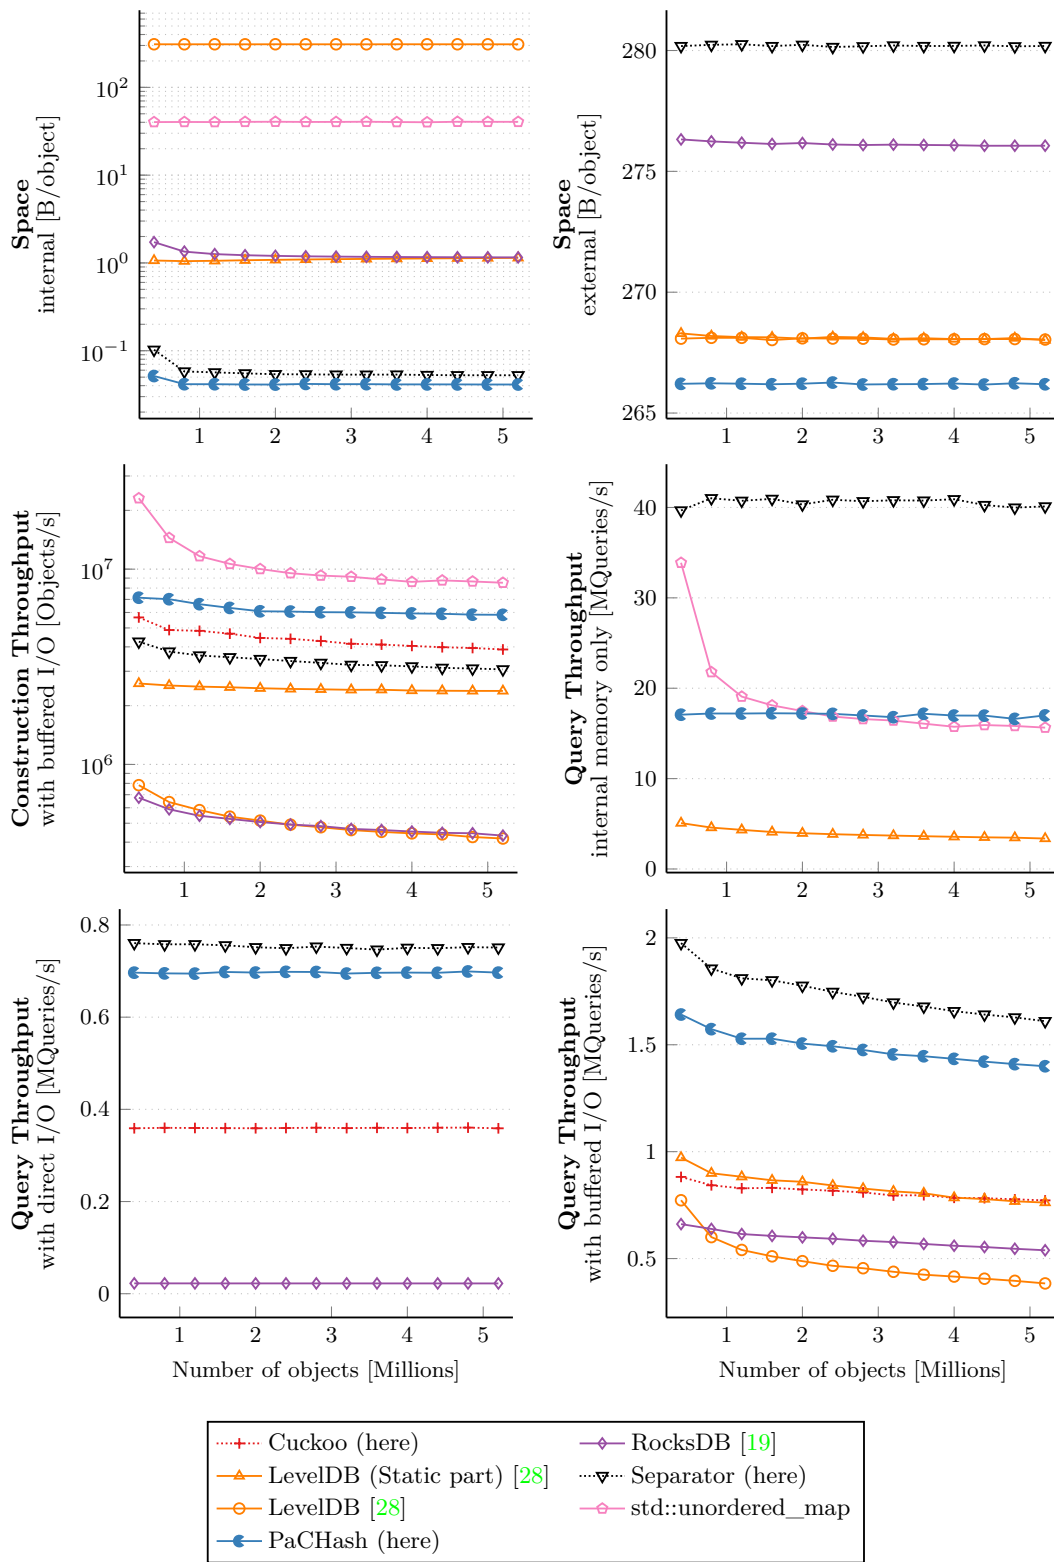 Space
internal [B/object]
10^2
10^1
10^0
10^−1
1 2 3 4 5
Space
external [B/object]
280
275
270
265
1 2 3 4 5
Construction Throughput
with buffered I/O [Objects/s]
10^7
10^6
1 2 3 4 5
Query Throughput
internal memory only [MQueries/s]
40
30
20
10
0
1 2 3 4 5
Query Throughput
with direct I/O [MQueries/s]
0.8
0.6
0.4
0.2
0
1 2 3 4 5
Number of objects [Millions]
Query Throughput
with buffered I/O [MQueries/s]
2
1.5
1
0.5
1 2 3 4 5
Number of objects [Millions]
Cuckoo (here)
LevelDB (Static part) [28]
LevelDB [28]
PaCHash (here)
RocksDB [19]
Separator (here)
std::unordered_map